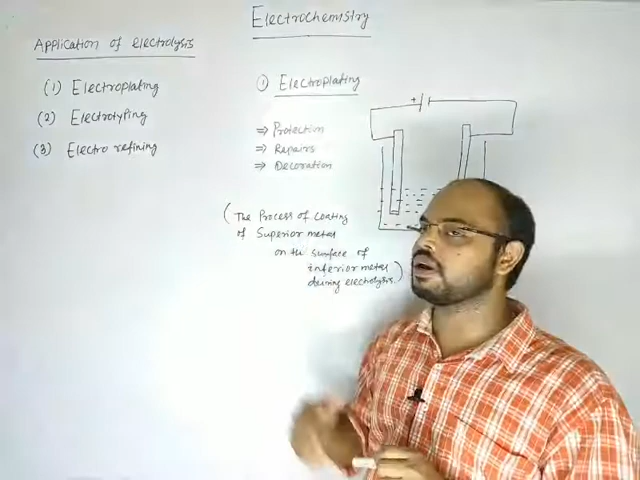 Electrochemistry
Application of electrolysis
(1) Electroplating
(2) Electrotyping
(3) Electro refining
(1) Electroplating
⇒ Protection
⇒ Repairs
⇒ Decoration
(The Process of coating
of Superior metal
on the surface of
inferior metal)
during electrolysis.
+